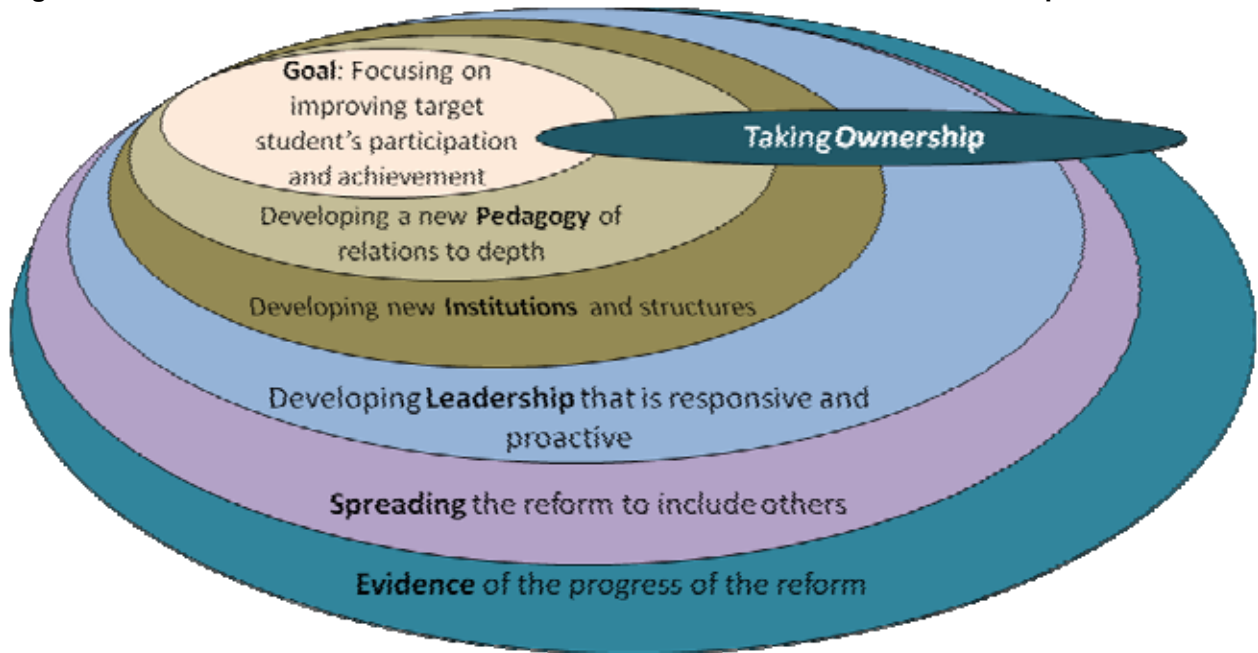 Goal: Focusing on
improving target
student's participation
and achievement
Taking Ownership
Developing a new Pedagogy of
relations to depth
Developing new Institutions and structures
Developing Leadership that is responsive and
proactive
Spreading the reform to include others
Evidence of the progress of the reform